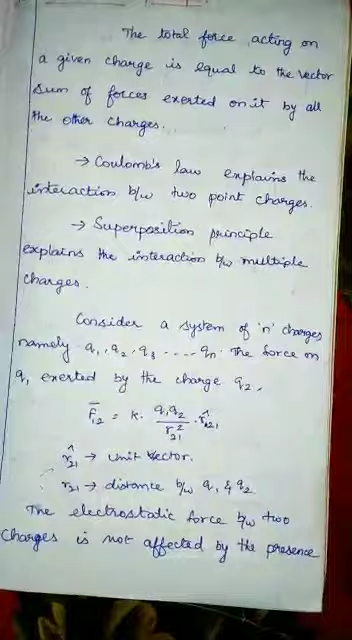 The total force acting on
a given charge is equal to the vector
sum of forces exerted on it by all
the other charges.
→ Coulomb's law explains the
interaction b/w two point charges.
→ Superposition principle
explains the interaction b/w multiple
charges.
Consider a system of 'n' charges
namely q₁, q₂, q₃ .... qₙ. The force on
q₁ exerted by the charge q₂,
F̄₁₂ = K. q₁q₂/r₂₁² . r̂₂₁
r̂₂₁ → unit vector.
r₂₁ → distance b/w q₁ & q₂
The electrostatic force b/w two
charges is not affected by the presence